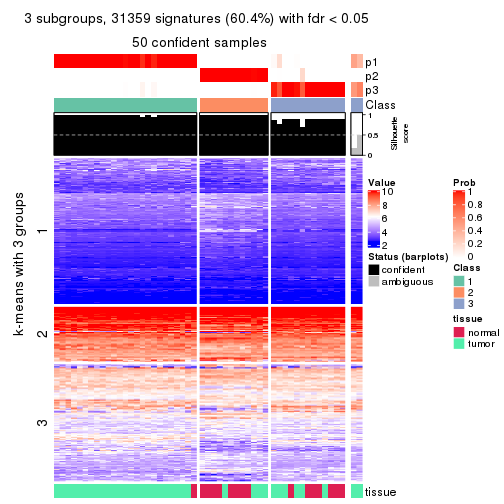 3 subgroups, 31359 signatures (60.4%) with fdr < 0.05
50 confident samples
p1
p2
p3
Class
1
0.5
0
Silhouette
score
k-means with 3 groups
1
2
3
Value
10
8
6
4
2
Status (barplots)
confident
ambiguous
Prob
1
0.8
0.6
0.4
0.2
0
Class
1
2
3
tissue
normal
tumor
tissue